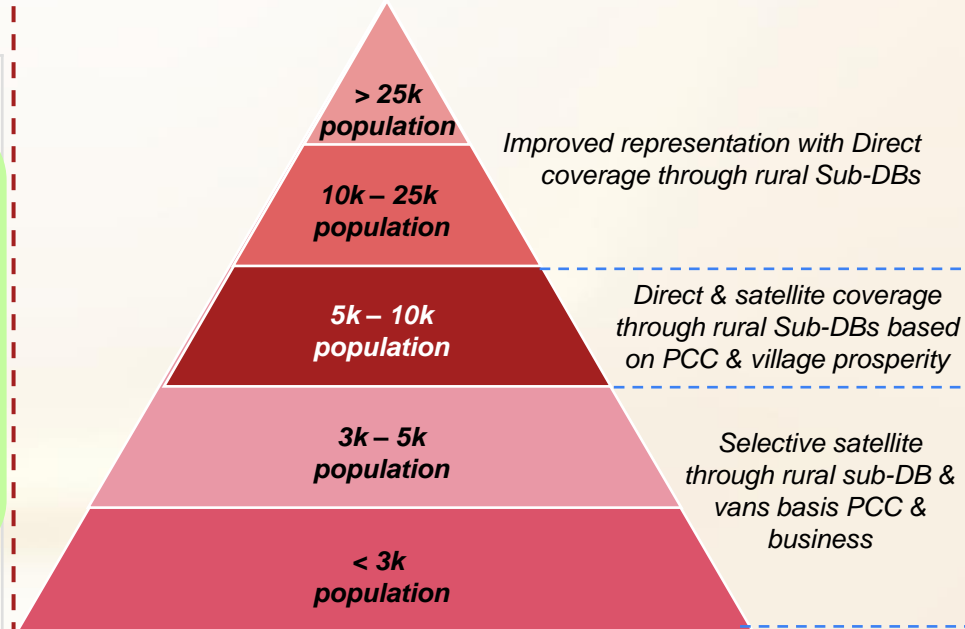 > 25k
population
Improved representation with Direct
coverage through rural Sub-DBs
10k – 25k
population
5k – 10k
population
Direct & satellite coverage
through rural Sub-DBs based
on PCC & village prosperity
3k – 5k
population
Selective satellite
through rural sub-DB &
vans basis PCC &
business
< 3k
population